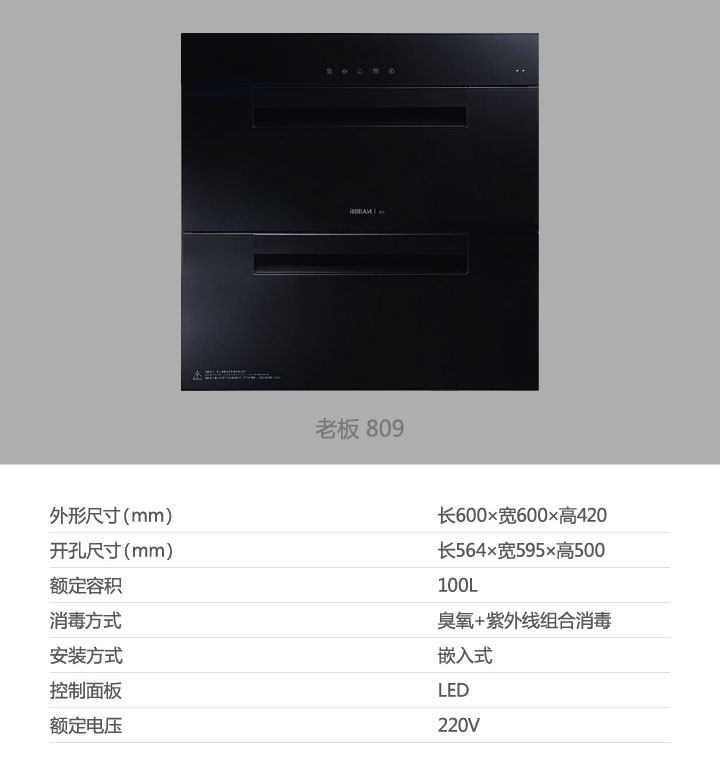 ROBAM
老板 809
外形尺寸(mm) 长600×宽600×高420
开孔尺寸(mm) 长564×宽595×高500
额定容积 100L
消毒方式 臭氧+紫外线组合消毒
安装方式 嵌入式
控制面板 LED
额定电压 220V